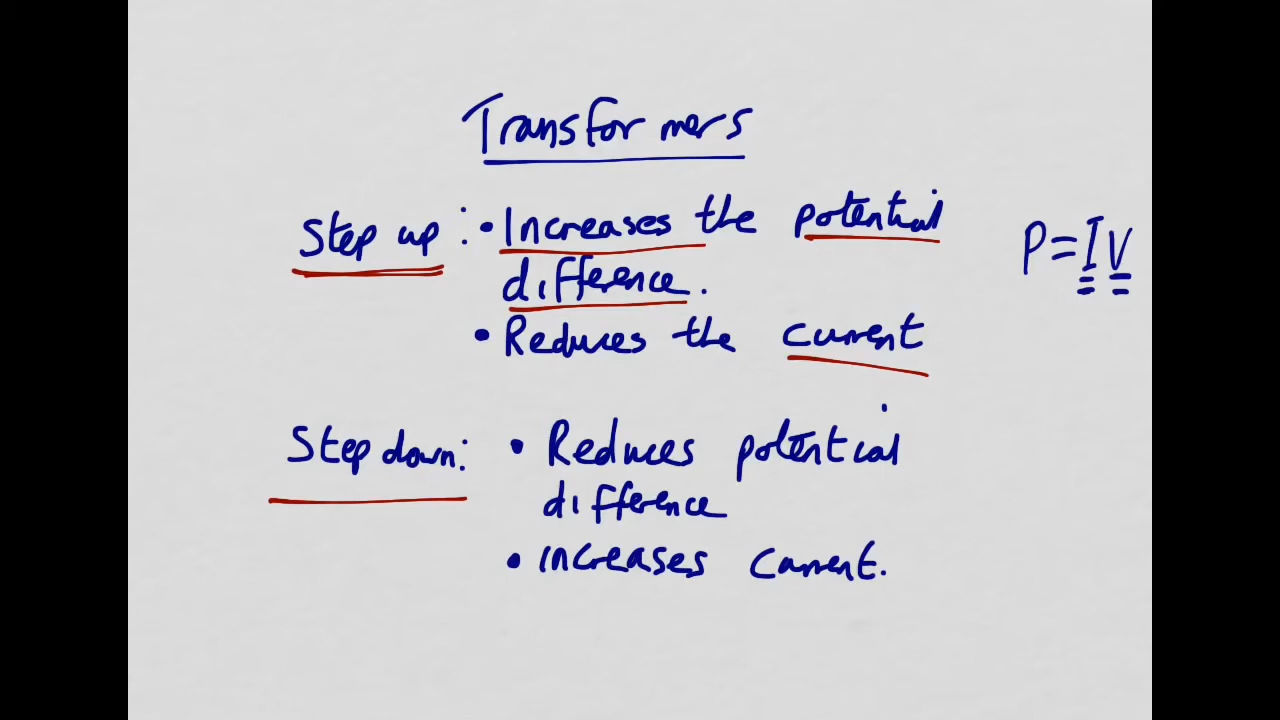 Transformers
Step up : • Increases the potential
difference.
P=IV
• Reduces the current
Step down: • Reduces potential
difference
• increases current.